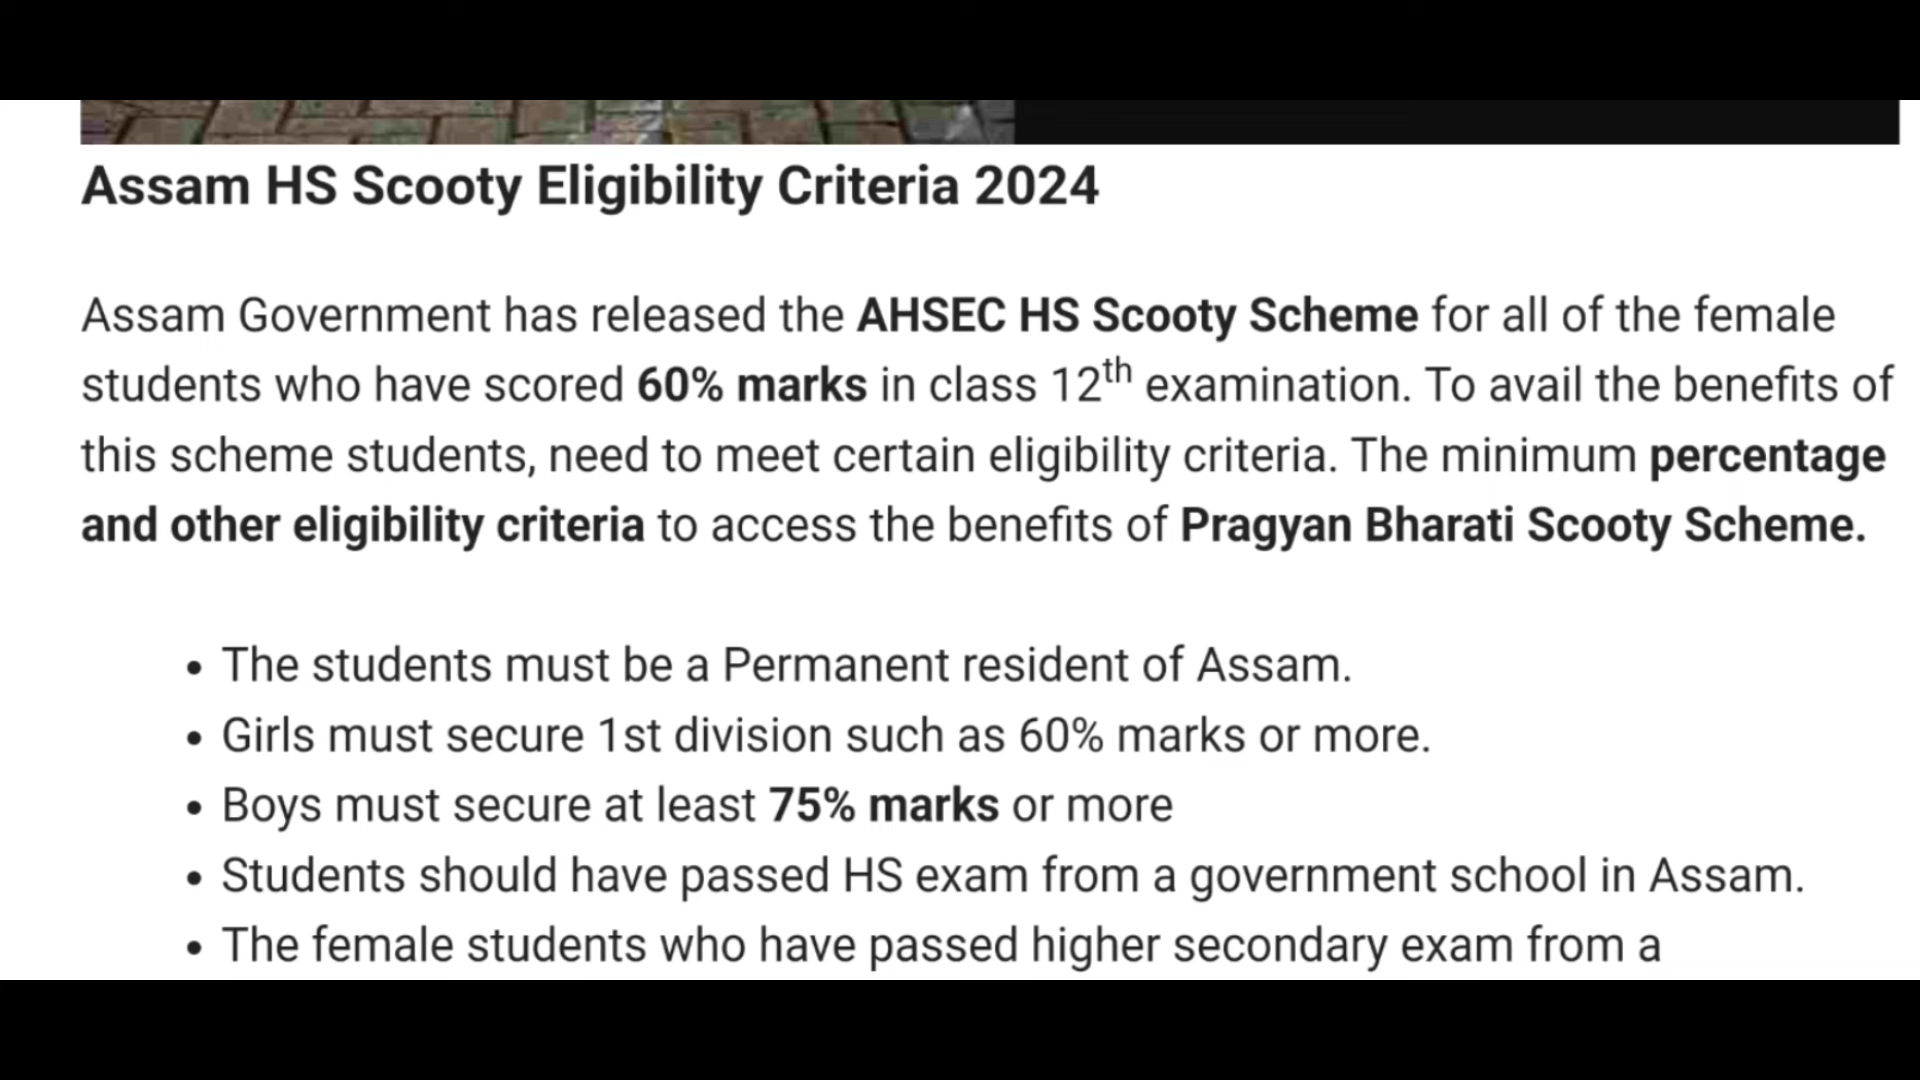 Assam HS Scooty Eligibility Criteria 2024
Assam Government has released the AHSEC HS Scooty Scheme for all of the female
students who have scored 60% marks in class 12th examination. To avail the benefits of
this scheme students, need to meet certain eligibility criteria. The minimum percentage
and other eligibility criteria to access the benefits of Pragyan Bharati Scooty Scheme.
• The students must be a Permanent resident of Assam.
• Girls must secure 1st division such as 60% marks or more.
• Boys must secure at least 75% marks or more
• Students should have passed HS exam from a government school in Assam.
• The female students who have passed higher secondary exam from a